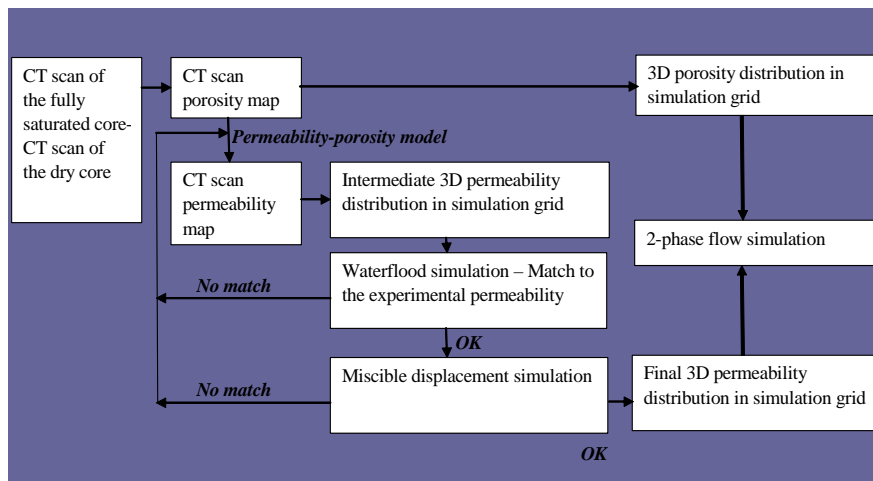 CT scan of
the fully
saturated core-
CT scan of
the dry core
CT scan
porosity map
3D porosity distribution in
simulation grid
Permeability-porosity model
CT scan
permeability
map
Intermediate 3D permeability
distribution in simulation grid
2-phase flow simulation
Waterflood simulation – Match to
the experimental permeability
No match
OK
Miscible displacement simulation
No match
Final 3D permeability
distribution in simulation grid
OK